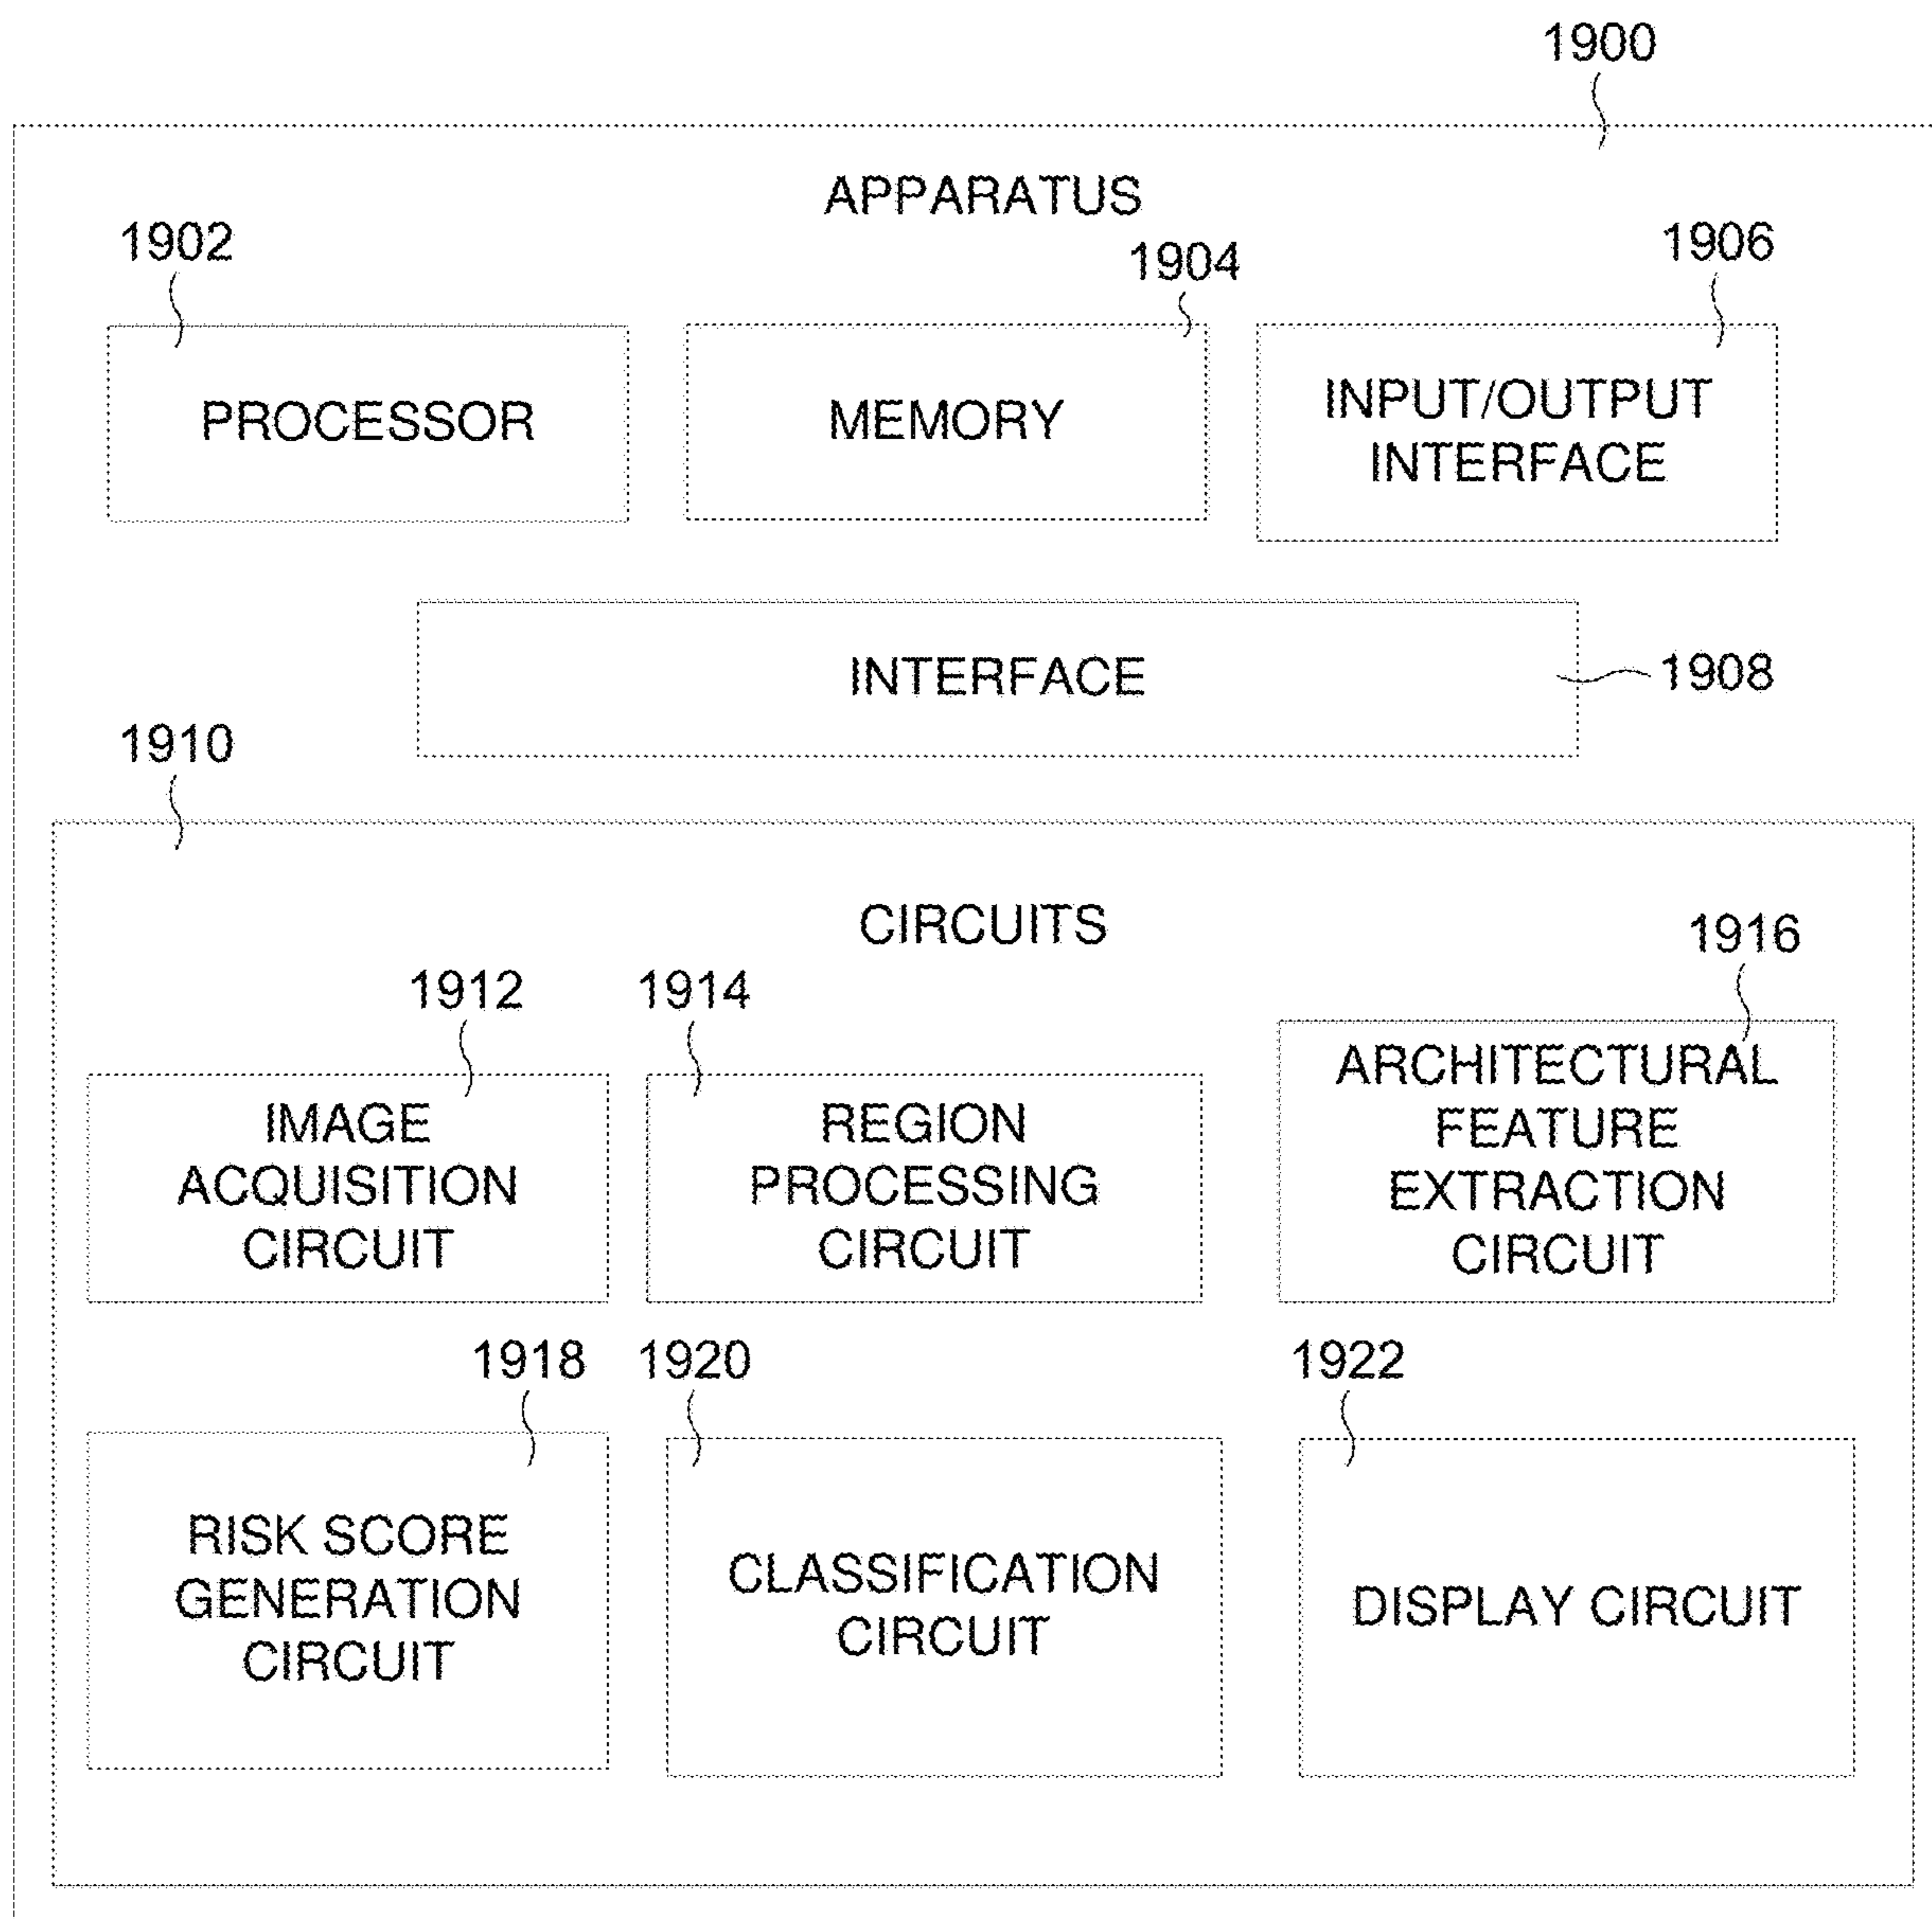 1900
APPARATUS
1902
1904
1906
PROCESSOR
MEMORY
INPUT/OUTPUT
INTERFACE
INTERFACE
1908
1910
CIRCUITS
1912
1914
1916
IMAGE
ACQUISITION
CIRCUIT
REGION
PROCESSING
CIRCUIT
ARCHITECTURAL
FEATURE
EXTRACTION
CIRCUIT
1918
1920
1922
RISK SCORE
GENERATION
CIRCUIT
CLASSIFICATION
CIRCUIT
DISPLAY CIRCUIT